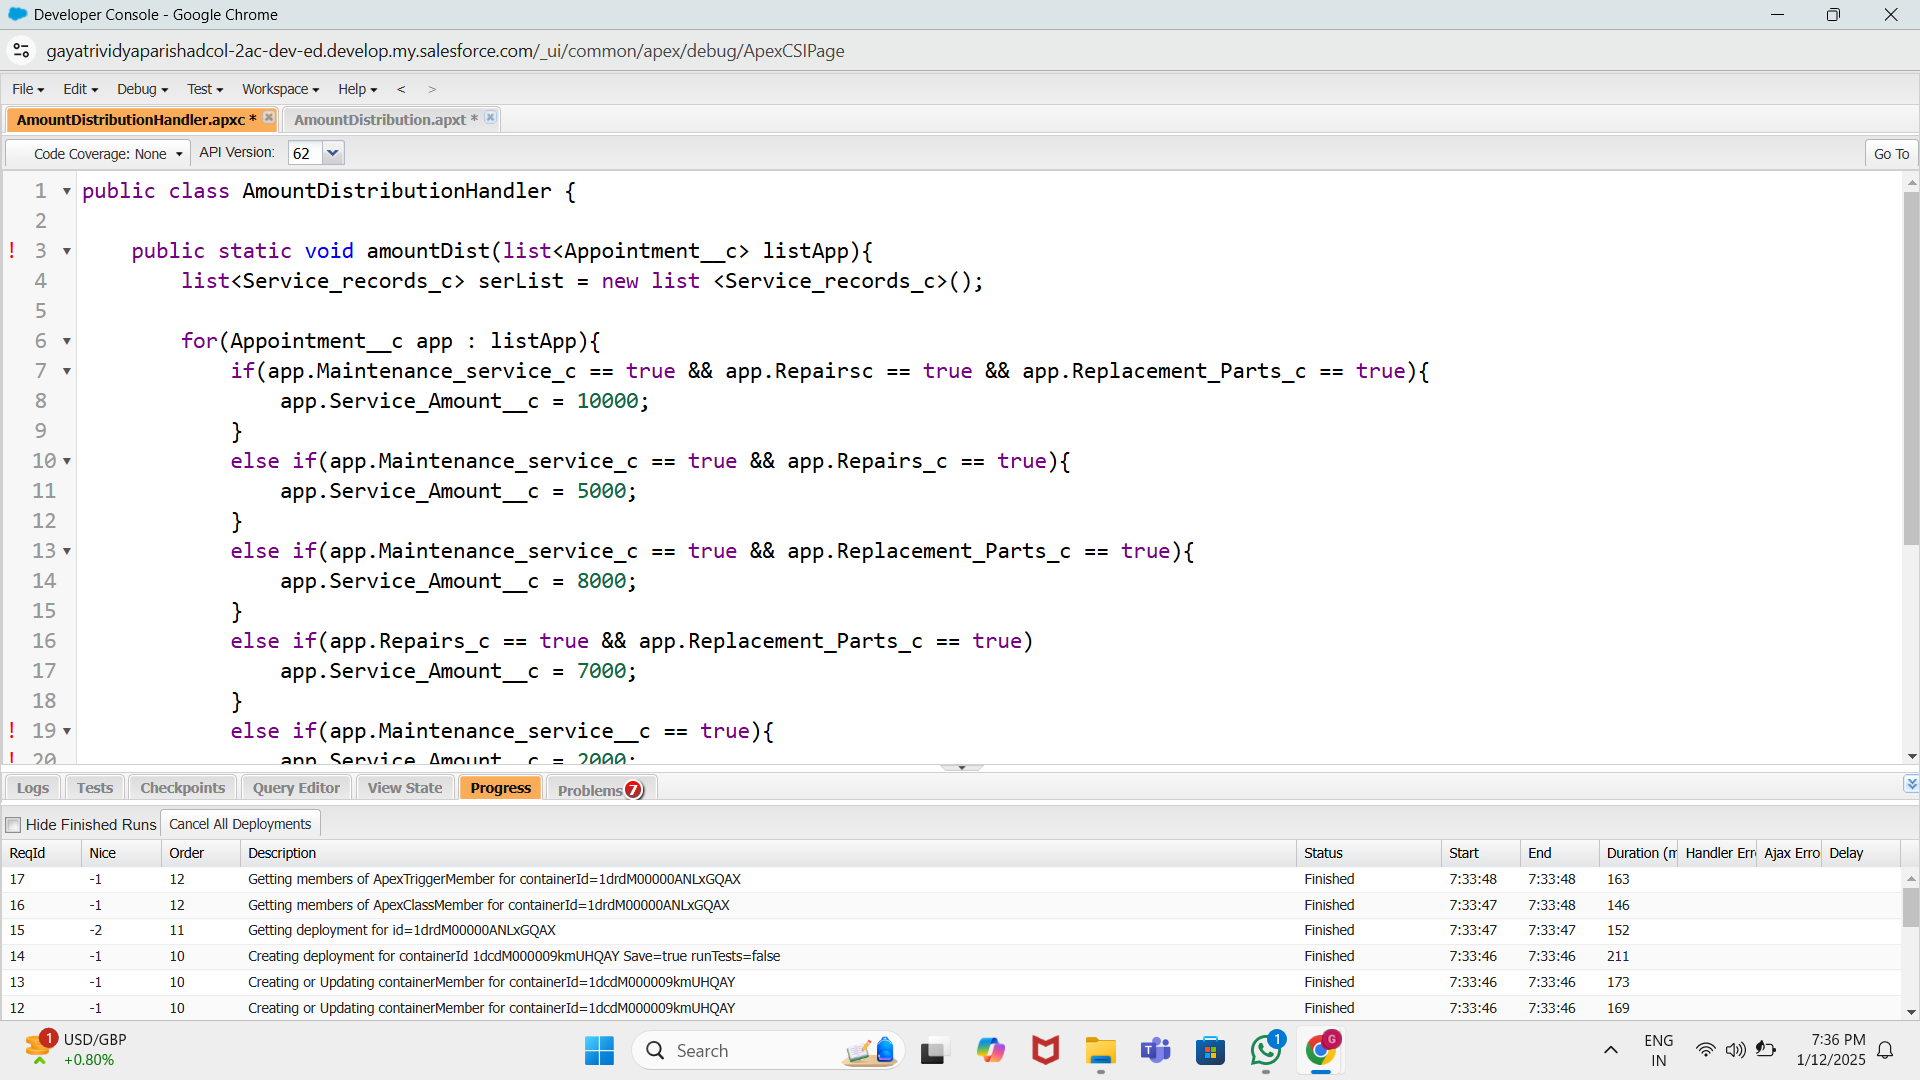 Developer Console - Google Chrome
gayatrividyaparishadcol-2ac-dev-ed.develop.my.salesforce.com/_ui/common/apex/debug/ApexCSIPage
File Edit Debug Test Workspace Help < >
AmountDistributionHandler.apxc * AmountDistribution.apxt *
Code Coverage: None API Version: 62 Go To
1 public class AmountDistributionHandler {
2
! 3 public static void amountDist(list<Appointment__c> listApp){
4 list<Service_records_c> serList = new list <Service_records_c>();
5
6 for(Appointment__c app : listApp){
7 if(app.Maintenance_service_c == true && app.Repairsc == true && app.Replacement_Parts_c == true){
8 app.Service_Amount__c = 10000;
9 }
10 else if(app.Maintenance_service_c == true && app.Repairs_c == true){
11 app.Service_Amount__c = 5000;
12 }
13 else if(app.Maintenance_service_c == true && app.Replacement_Parts_c == true){
14 app.Service_Amount__c = 8000;
15 }
16 else if(app.Repairs_c == true && app.Replacement_Parts_c == true)
17 app.Service_Amount__c = 7000;
18 }
! 19 else if(app.Maintenance_service__c == true){
! 20 app.Service_Amount__c = 2000;
Logs Tests Checkpoints Query Editor View State Progress Problems 7
Hide Finished Runs Cancel All Deployments
ReqId Nice Order Description Status Start End Duration (m Handler Err Ajax Erro Delay
17 -1 12 Getting members of ApexTriggerMember for containerId=1drdM00000ANLxGQAX Finished 7:33:48 7:33:48 163
16 -1 12 Getting members of ApexClassMember for containerId=1drdM00000ANLxGQAX Finished 7:33:47 7:33:48 146
15 -2 11 Getting deployment for id=1drdM00000ANLxGQAX Finished 7:33:47 7:33:47 152
14 -1 10 Creating deployment for containerId 1dcdM000009kmUHQAY Save=true runTests=false Finished 7:33:46 7:33:46 211
13 -1 10 Creating or Updating containerMember for containerId=1dcdM000009kmUHQAY Finished 7:33:46 7:33:46 173
12 -1 10 Creating or Updating containerMember for containerId=1dcdM000009kmUHQAY Finished 7:33:46 7:33:46 169
1 USD/GBP
+0.80%
Search
1
G
ENG
IN
7:36 PM
1/12/2025